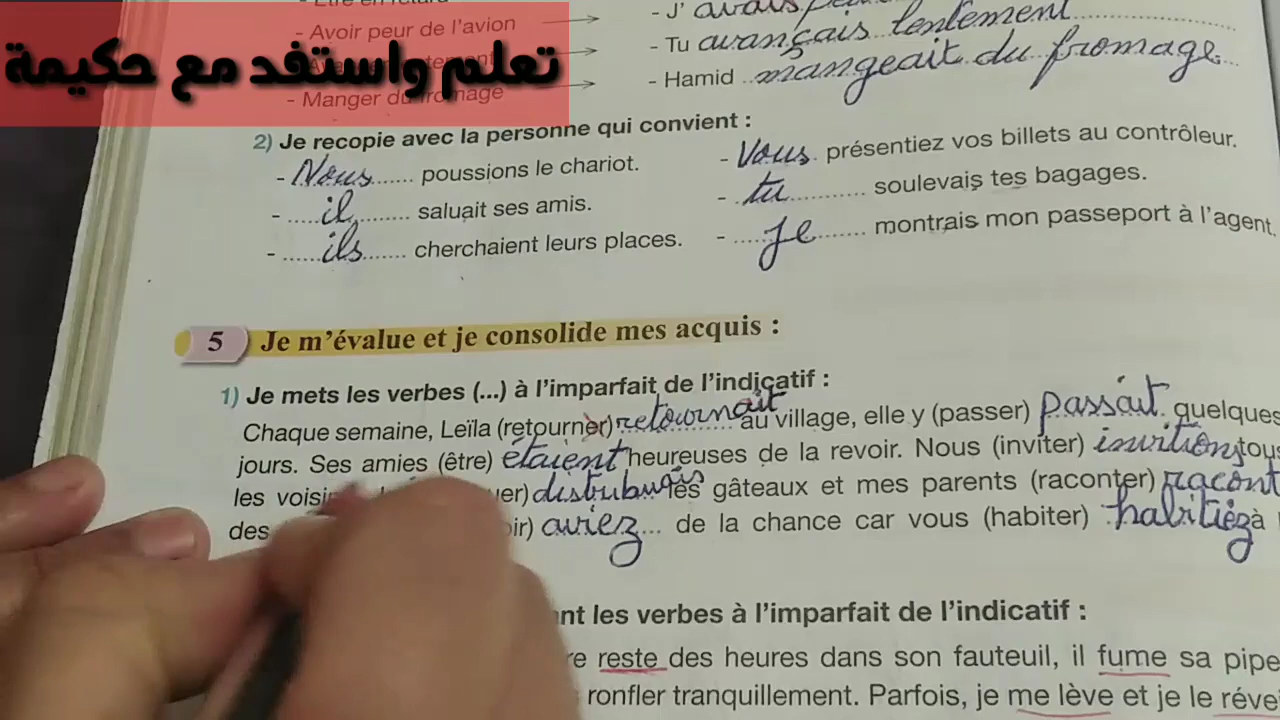 - Avoir peur de l'avion
- J' avais
- Tu avançais lentement
- Manger du fromage
- Hamid mangeait du fromage
تعلم واستفد مع حكيمة
2) Je recopie avec la personne qui convient :
- Nous poussions le chariot.
- Vous présentiez vos billets au contrôleur.
- il saluait ses amis.
- tu soulevais tes bagages.
- ils cherchaient leurs places.
- Je montrais mon passeport à l'agent.
5 Je m'évalue et je consolide mes acquis :
1) Je mets les verbes (...) à l'imparfait de l'indicatif :
Chaque semaine, Leïla (retourner) retournait au village, elle y (passer) passait quelques
jours. Ses amies (être) étaient heureuses de la revoir. Nous (inviter) invitions tous
les distribuais les gâteaux et mes parents (raconter) racont
des aviez de la chance car vous (habiter) habitiez à
les verbes à l'imparfait de l'indicatif :
reste des heures dans son fauteuil, il fume sa pipe
ronfler tranquillement. Parfois, je me lève et je le réve